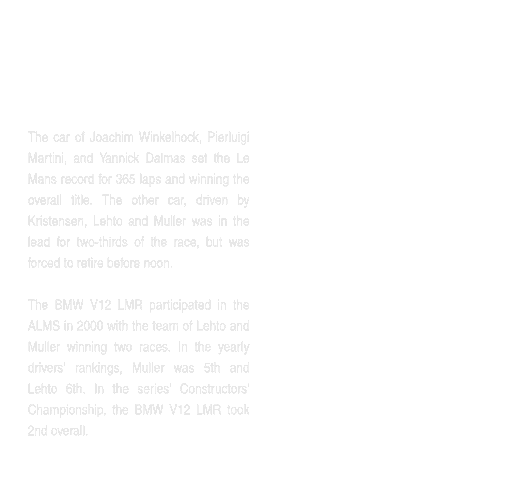 The car of Joachim Winkelhock, Pierluigi
Martini, and Yannick Dalmas set the Le
Mans record for 365 laps and winning the
overall title. The other car, driven by
Kristensen, Lehto and Muller was in the
lead for two-thirds of the race, but was
forced to retire before noon.
The BMW V12 LMR participated in the
ALMS in 2000 with the team of Lehto and
Muller winning two races. In the yearly
drivers' rankings, Muller was 5th and
Lehto 6th. In the series' Constructors'
Championship, the BMW V12 LMR took
2nd overall.